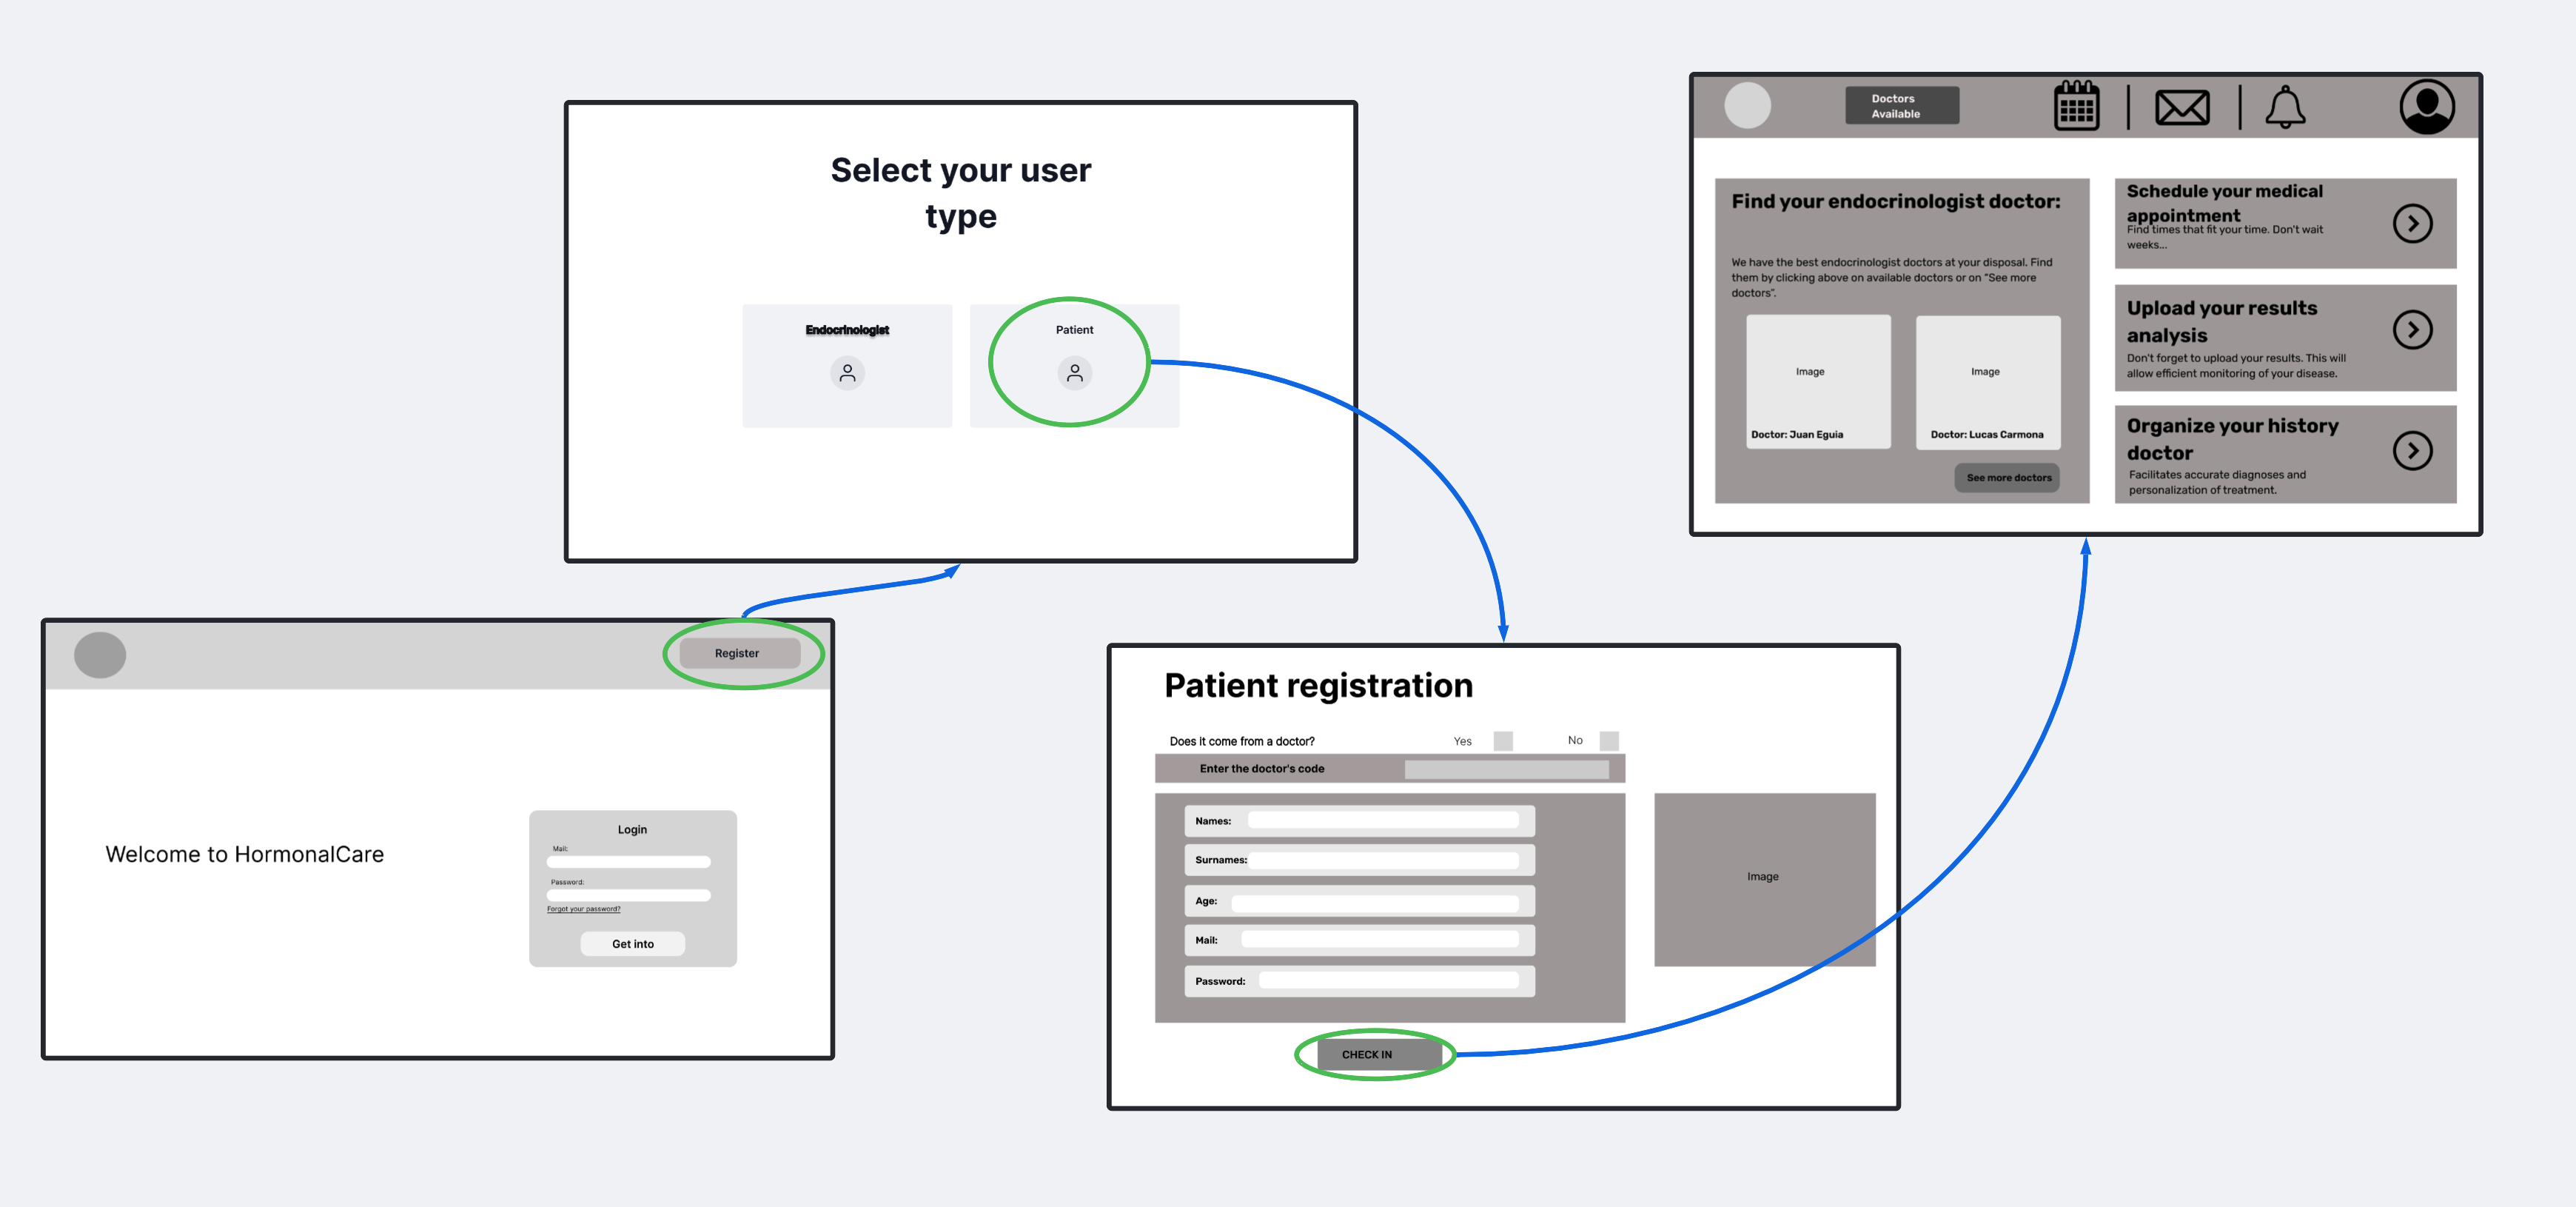 Select your user
type
Endocrinologist
Patient
Register
Welcome to HormonalCare
Login
Mail:
Password:
Forgot your password?
Get into
Patient registration
Does it come from a doctor?
Yes
No
Enter the doctor's code
Names:
Surnames:
Age:
Mail:
Password:
Image
CHECK IN
Doctors
Available
Find your endocrinologist doctor:
We have the best endocrinologist doctors at your disposal. Find
them by clicking above on available doctors or on "See more
doctors".
Image
Doctor: Juan Eguia
Image
Doctor: Lucas Carmona
See more doctors
Schedule your medical
appointment
Find times that fit your time. Don't wait
weeks...
Upload your results
analysis
Don't forget to upload your results. This will
allow efficient monitoring of your disease.
Organize your history
doctor
Facilitates accurate diagnoses and
personalization of treatment.